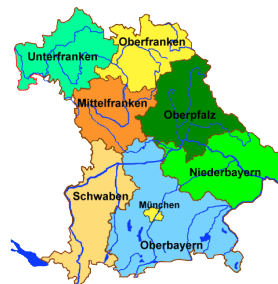 Oberfranken
Unterfranken
Mittelfranken
Oberpfalz
Niederbayern
Schwaben
München
Oberbayern